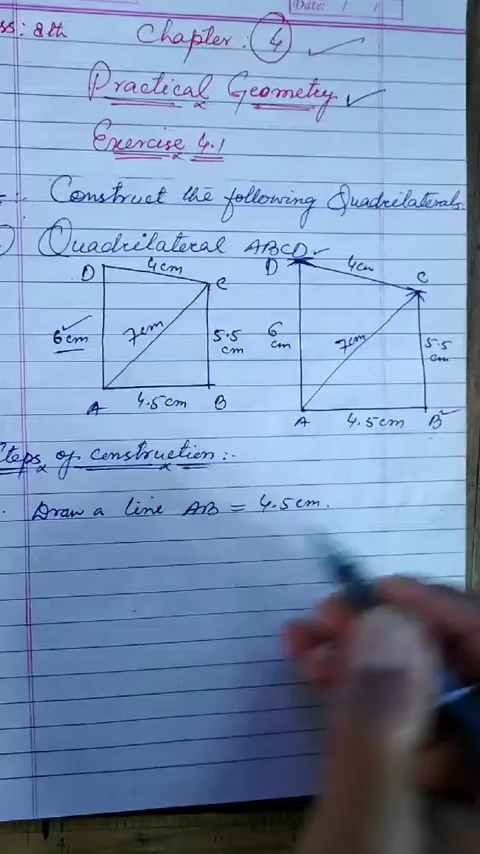 Date: / /
ss: 8th
Chapter: 4
Practical Geometry
Exercise 4.1
Construct the following Quadrilaterals.
Quadrilateral ABCD
D 4cm C
6cm 7cm 5.5 cm
A 4.5cm B
D 4cm C
6 cm 7cm 5.5 cm
A 4.5cm B
Steps of construction:-
Draw a line AB = 4.5cm.
4